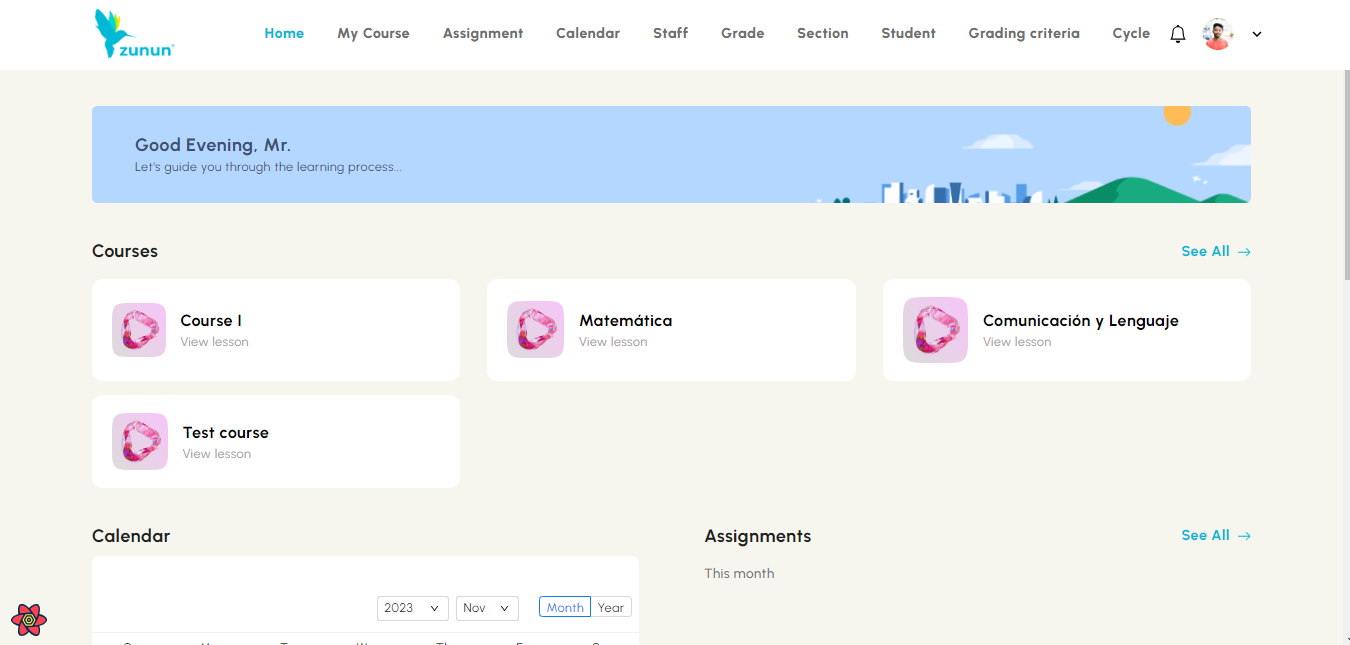 zunun
Home My Course Assignment Calendar Staff Grade Section Student Grading criteria Cycle
Good Evening, Mr.
Let's guide you through the learning process...
Courses See All →
Course I
View lesson
Matemática
View lesson
Comunicación y Lenguaje
View lesson
Test course
View lesson
Calendar
2023 Nov Month Year
Assignments See All →
This month